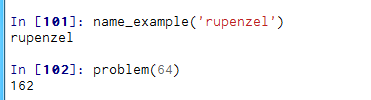 In [101]: name_example('rupenzel')
rupenzel
In [102]: problem(64)
162